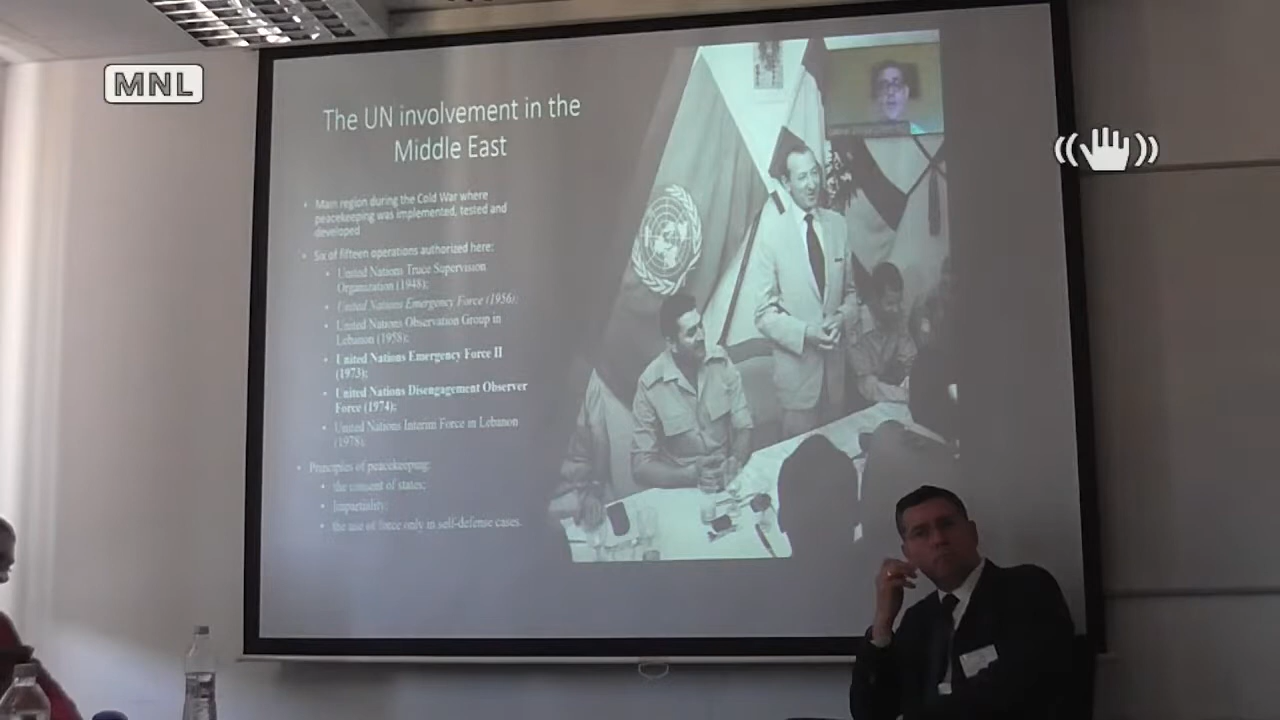 MNL
The UN involvement in the
Middle East
• Main region during the Cold War where
peacekeeping was implemented, tested and
developed
• Six of fifteen operations authorized here:
• United Nations Truce Supervision
Organization (1948);
• United Nations Emergency Force (1956);
• United Nations Observation Group in
Lebanon (1958);
• United Nations Emergency Force II
(1973);
• United Nations Disengagement Observer
Force (1974);
• United Nations Interim Force in Lebanon
(1978).
• Principles of peacekeeping:
• the consent of states;
• Impartiality;
• the use of force only in self-defense cases.